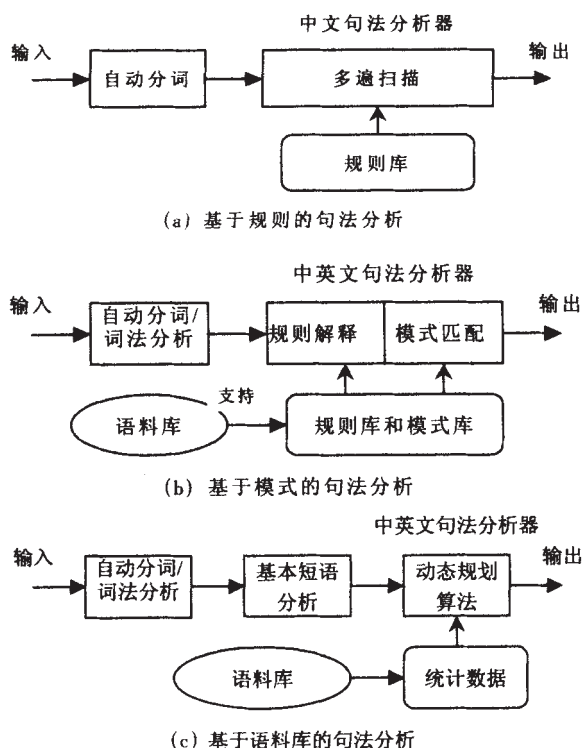 中文句法分析器
输入
输出
自动分词
多遍扫描
规则库
(a) 基于规则的句法分析
中英文句法分析器
输入
输出
自动分词/
词法分析
规则解释
模式匹配
支持
语料库
规则库和模式库
(b) 基于模式的句法分析
中英文句法分析器
输入
输出
自动分词/
词法分析
基本短语
分析
动态规划
算法
语料库
统计数据
(c) 基于语料库的句法分析